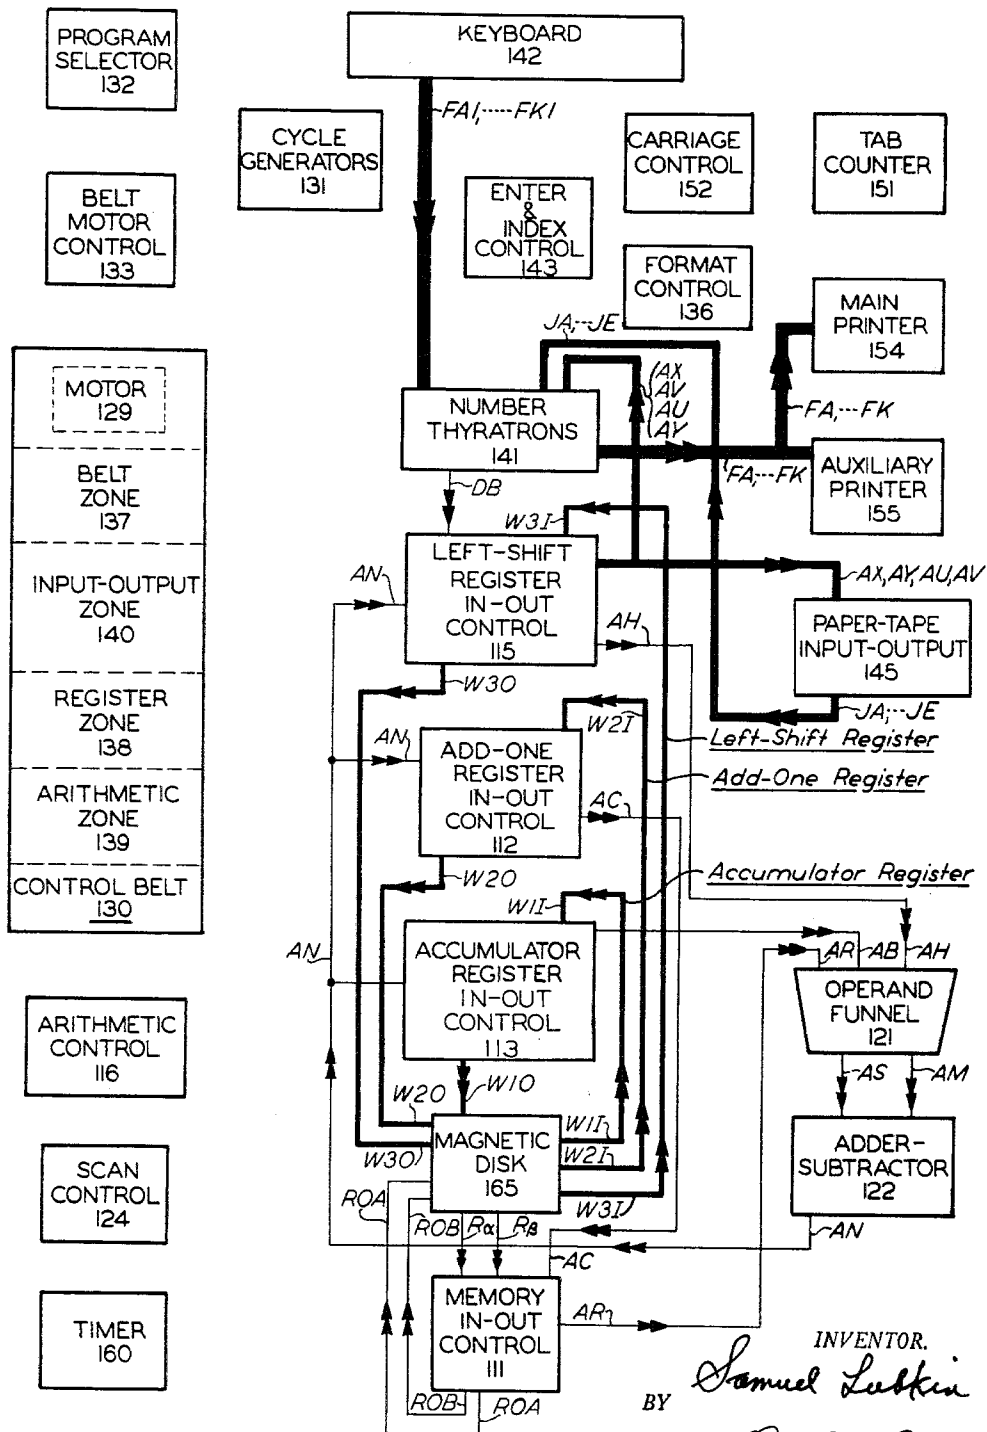 PROGRAM
SELECTOR
132
KEYBOARD
142
FA1,-----FK1
CYCLE
GENERATORS
131
CARRIAGE
CONTROL
152
TAB
COUNTER
151
BELT
MOTOR
CONTROL
133
ENTER
&
INDEX
CONTROL
143
FORMAT
CONTROL
136
MAIN
PRINTER
154
JA,--JE
MOTOR
129
AX
AV
AU
AY
NUMBER
THYRATRONS
141
FA,---FK
FA,---FK
AUXILIARY
PRINTER
155
BELT
ZONE
137
DB
W3I
LEFT-SHIFT
REGISTER
IN-OUT
CONTROL
115
AN
AX, AY, AU, AV
INPUT-OUTPUT
ZONE
140
AH
PAPER-TAPE
INPUT-OUTPUT
145
W3O
JA,---JE
REGISTER
ZONE
138
W2I
Left-Shift Register
AN
ADD-ONE
REGISTER
IN-OUT
CONTROL
112
Add-One Register
AC
ARITHMETIC
ZONE
139
W2O
Accumulator Register
CONTROL BELT
130
W1I
AN
ACCUMULATOR
REGISTER
IN-OUT
CONTROL
113
AR
AB
AH
OPERAND
FUNNEL
121
ARITHMETIC
CONTROL
116
AS
AM
W1O
W2O
W3O
MAGNETIC
DISK
165
W1I
W2I
W3I
ADDER-
SUBTRACTOR
122
SCAN
CONTROL
124
ROA
ROB
Rα
Rβ
AN
AC
MEMORY
IN-OUT
CONTROL
111
AR
TIMER
160
ROB
ROA
INVENTOR.
Samuel Lubkin
BY